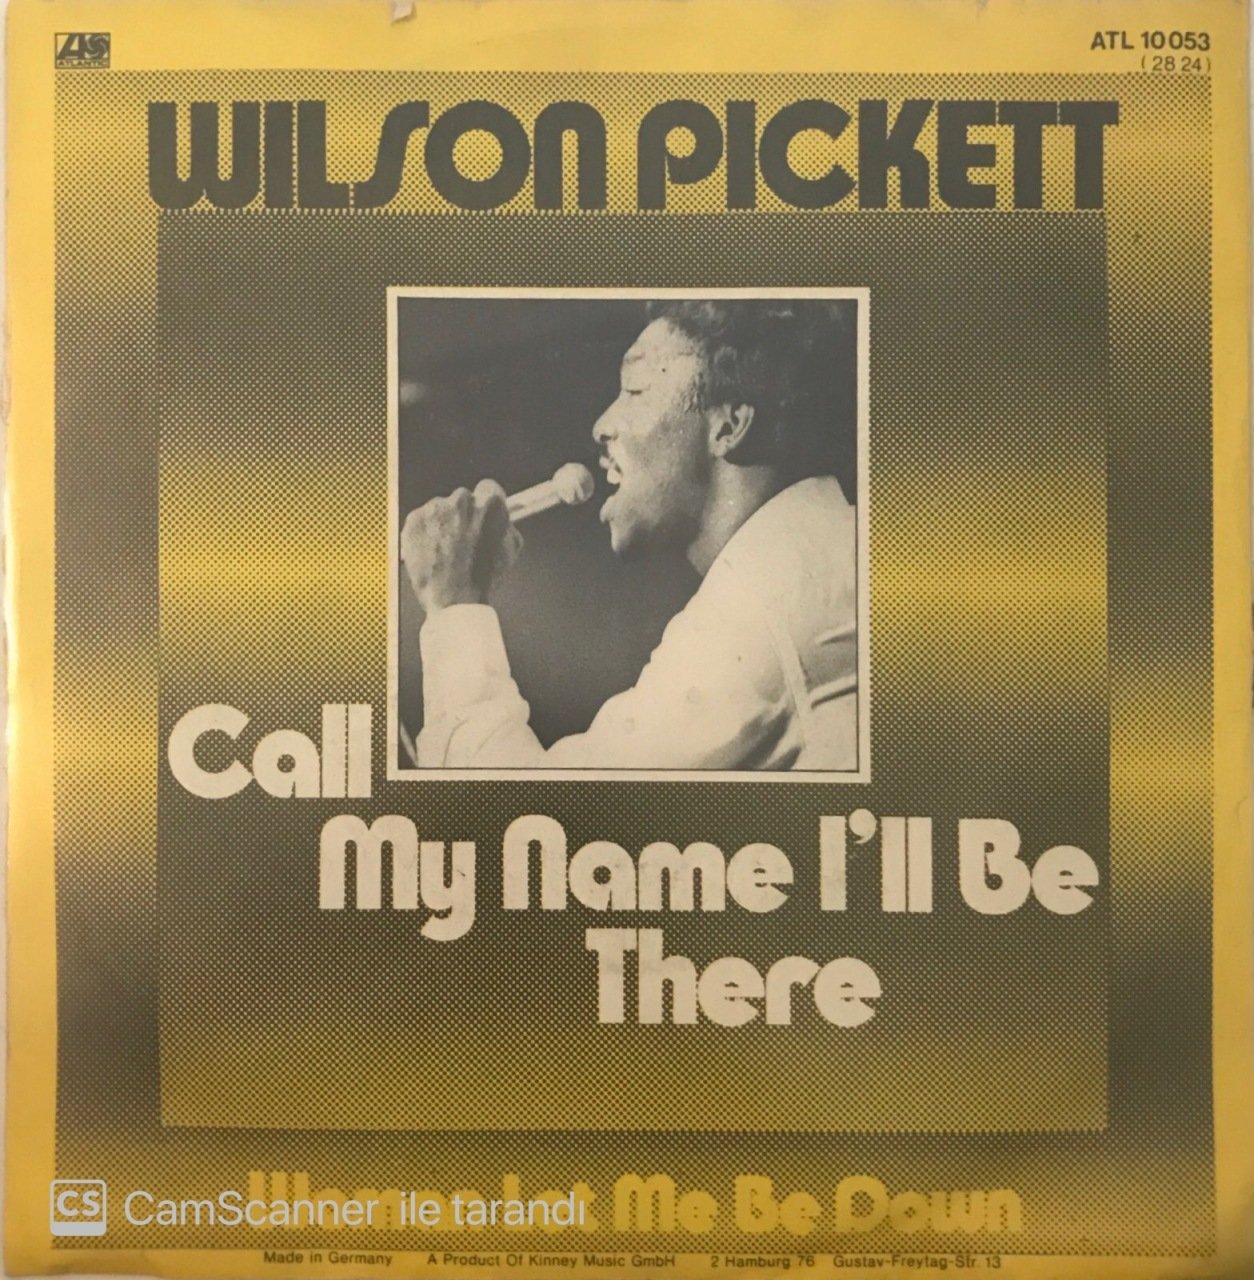 ATLANTIC
ATL 10 053
( 28 24 )
WILSON PICKETT
Call
My Name I'll Be
There
Me Be Down
CS CamScanner ile tarandı
Made in Germany A Product Of Kinney Music GmbH 2 Hamburg 76 Gustav-Freytag-Str. 13